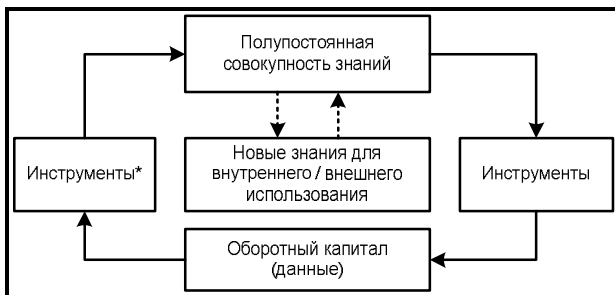 Полупостоянная
совокупность знаний
Инструменты*
Новые знания для
внутреннего / внешнего
использования
Инструменты
Оборотный капитал
(данные)